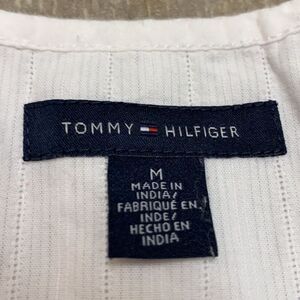 TOMMY HILFIGER
M
MADE IN
INDIA/
FABRIQUÉ EN
INDE/
HECHO EN
INDIA